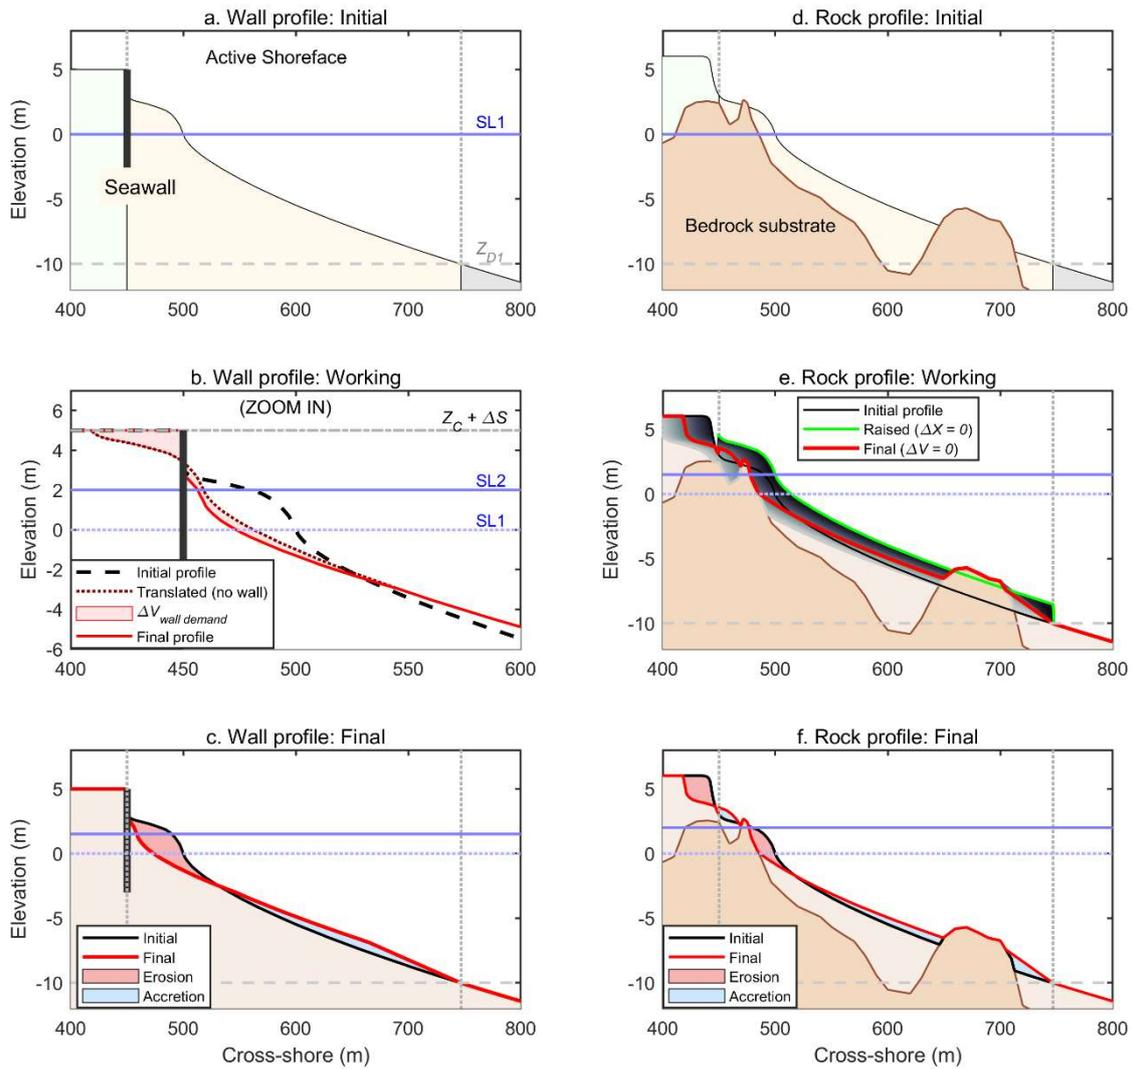 a. Wall profile: Initial
Active Shoreface
SL1
Seawall
Z_D1
Elevation (m)
5
0
-5
-10
400 500 600 700 800
d. Rock profile: Initial
SL1
Bedrock substrate
Elevation (m)
5
0
-5
-10
400 500 600 700 800
b. Wall profile: Working
(ZOOM IN)
Z_C + ΔS
SL2
SL1
Initial profile
Translated (no wall)
ΔV_wall demand
Final profile
Elevation (m)
6
4
2
0
-2
-4
-6
400 450 500 550 600
e. Rock profile: Working
Initial profile
Raised (ΔX = 0)
Final (ΔV = 0)
Elevation (m)
5
0
-5
-10
400 500 600 700 800
c. Wall profile: Final
Initial
Final
Erosion
Accretion
Elevation (m)
5
0
-5
-10
400 500 600 700 800
Cross-shore (m)
f. Rock profile: Final
Initial
Final
Erosion
Accretion
Elevation (m)
5
0
-5
-10
400 500 600 700 800
Cross-shore (m)